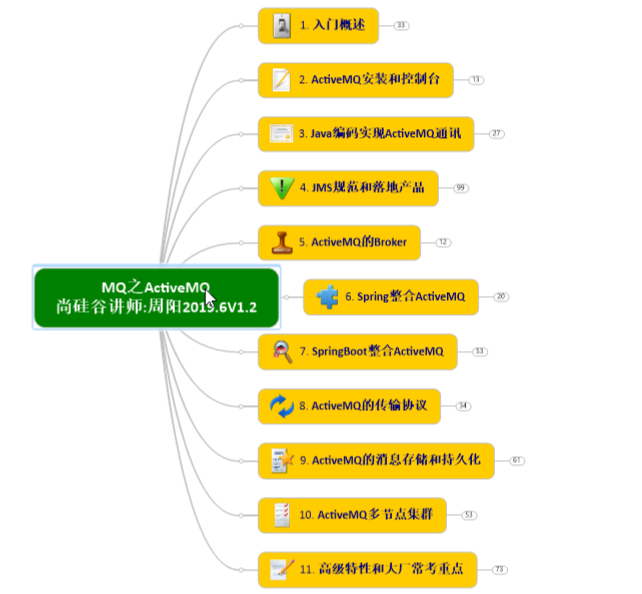 1. 入门概述
33
2. ActiveMQ安装和控制台
13
3. Java编码实现ActiveMQ通讯
27
4. JMS规范和落地产品
99
5. ActiveMQ的Broker
12
MQ之ActiveMQ
尚硅谷讲师:周阳2019.6V1.2
6. Spring整合ActiveMQ
20
7. SpringBoot整合ActiveMQ
53
8. ActiveMQ的传输协议
34
9. ActiveMQ的消息存储和持久化
61
10. ActiveMQ多节点集群
53
11. 高级特性和大厂常考重点
73